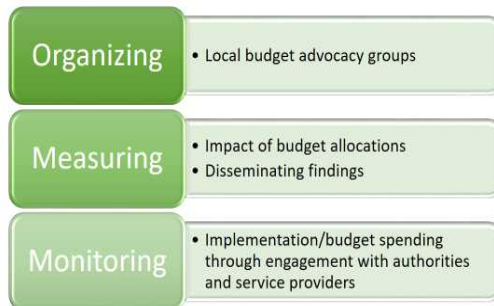 Organizing
• Local budget advocacy groups
Measuring
• Impact of budget allocations
• Disseminating findings
Monitoring
• Implementation/budget spending
through engagement with authorities
and service providers